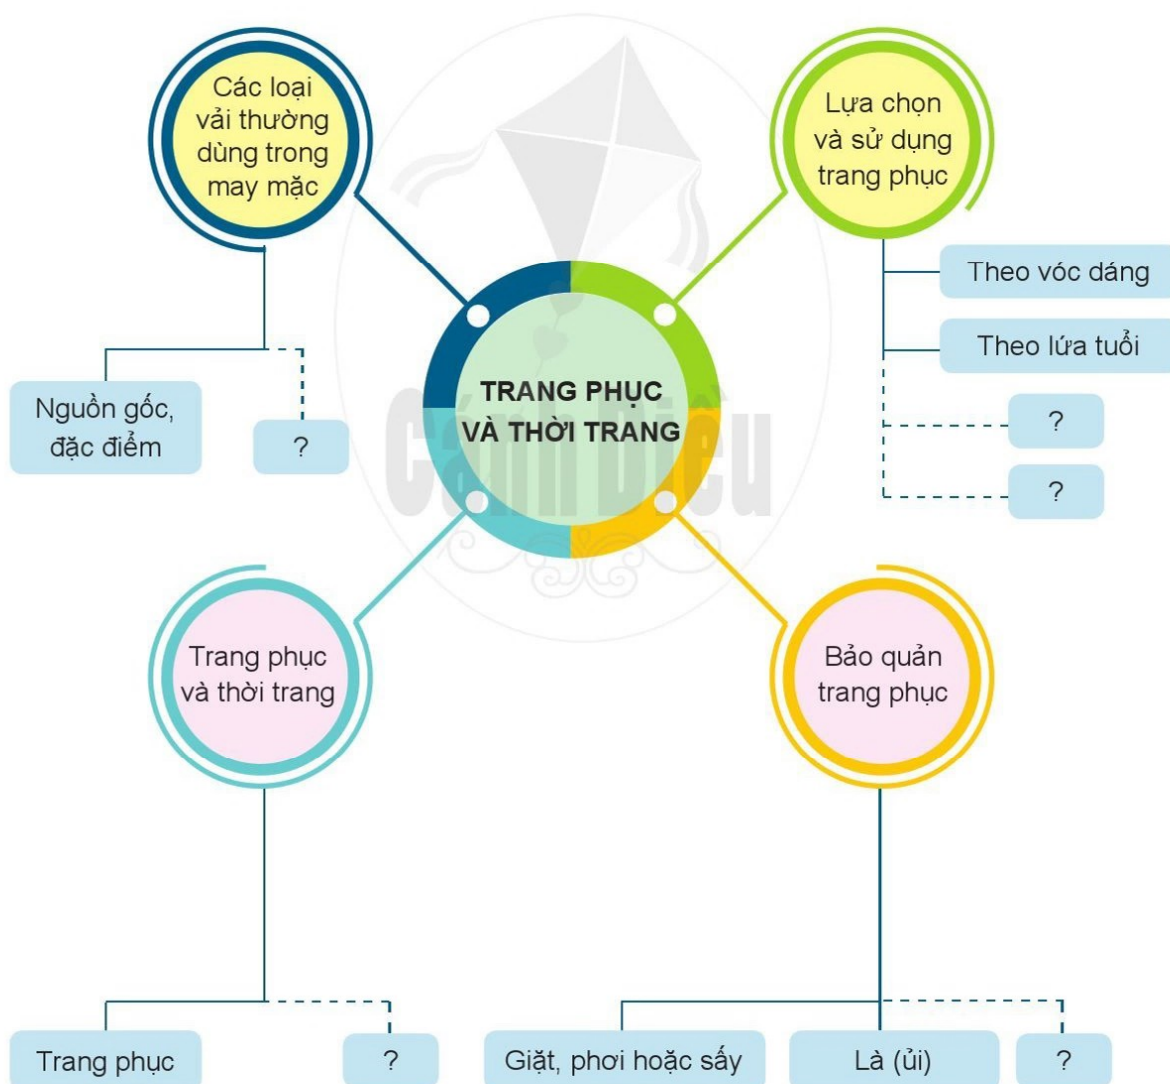 Các loại
vải thường
dùng trong
may mặc
Lựa chọn
và sử dụng
trang phục
Theo vóc dáng
Theo lứa tuổi
?
?
Nguồn gốc,
đặc điểm
?
TRANG PHỤC
VÀ THỜI TRANG
Cánh Diều
Trang phục
và thời trang
Bảo quản
trang phục
Trang phục
?
Giặt, phơi hoặc sấy
Là (ủi)
?